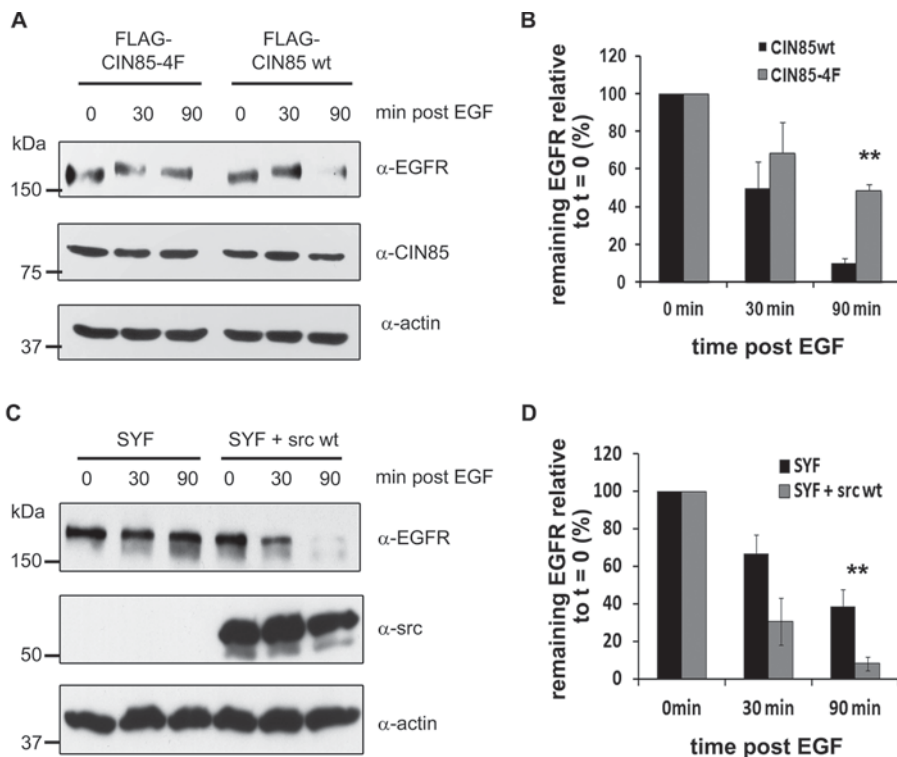 A
FLAG-
CIN85-4F
FLAG-
CIN85 wt
0 30 90 0 30 90 min post EGF
kDa
150
α-EGFR
75
α-CIN85
37
α-actin
B
CIN85wt
CIN85-4F
remaining EGFR relative
to t = 0 (%)
120
100
80
60
40
20
0
**
0 min 30 min 90 min
time post EGF
C
SYF SYF + src wt
0 30 90 0 30 90 min post EGF
kDa
150
α-EGFR
50
α-src
37
α-actin
D
SYF
SYF + src wt
remaining EGFR relative
to t = 0 (%)
120
100
80
60
40
20
0
**
0min 30 min 90 min
time post EGF